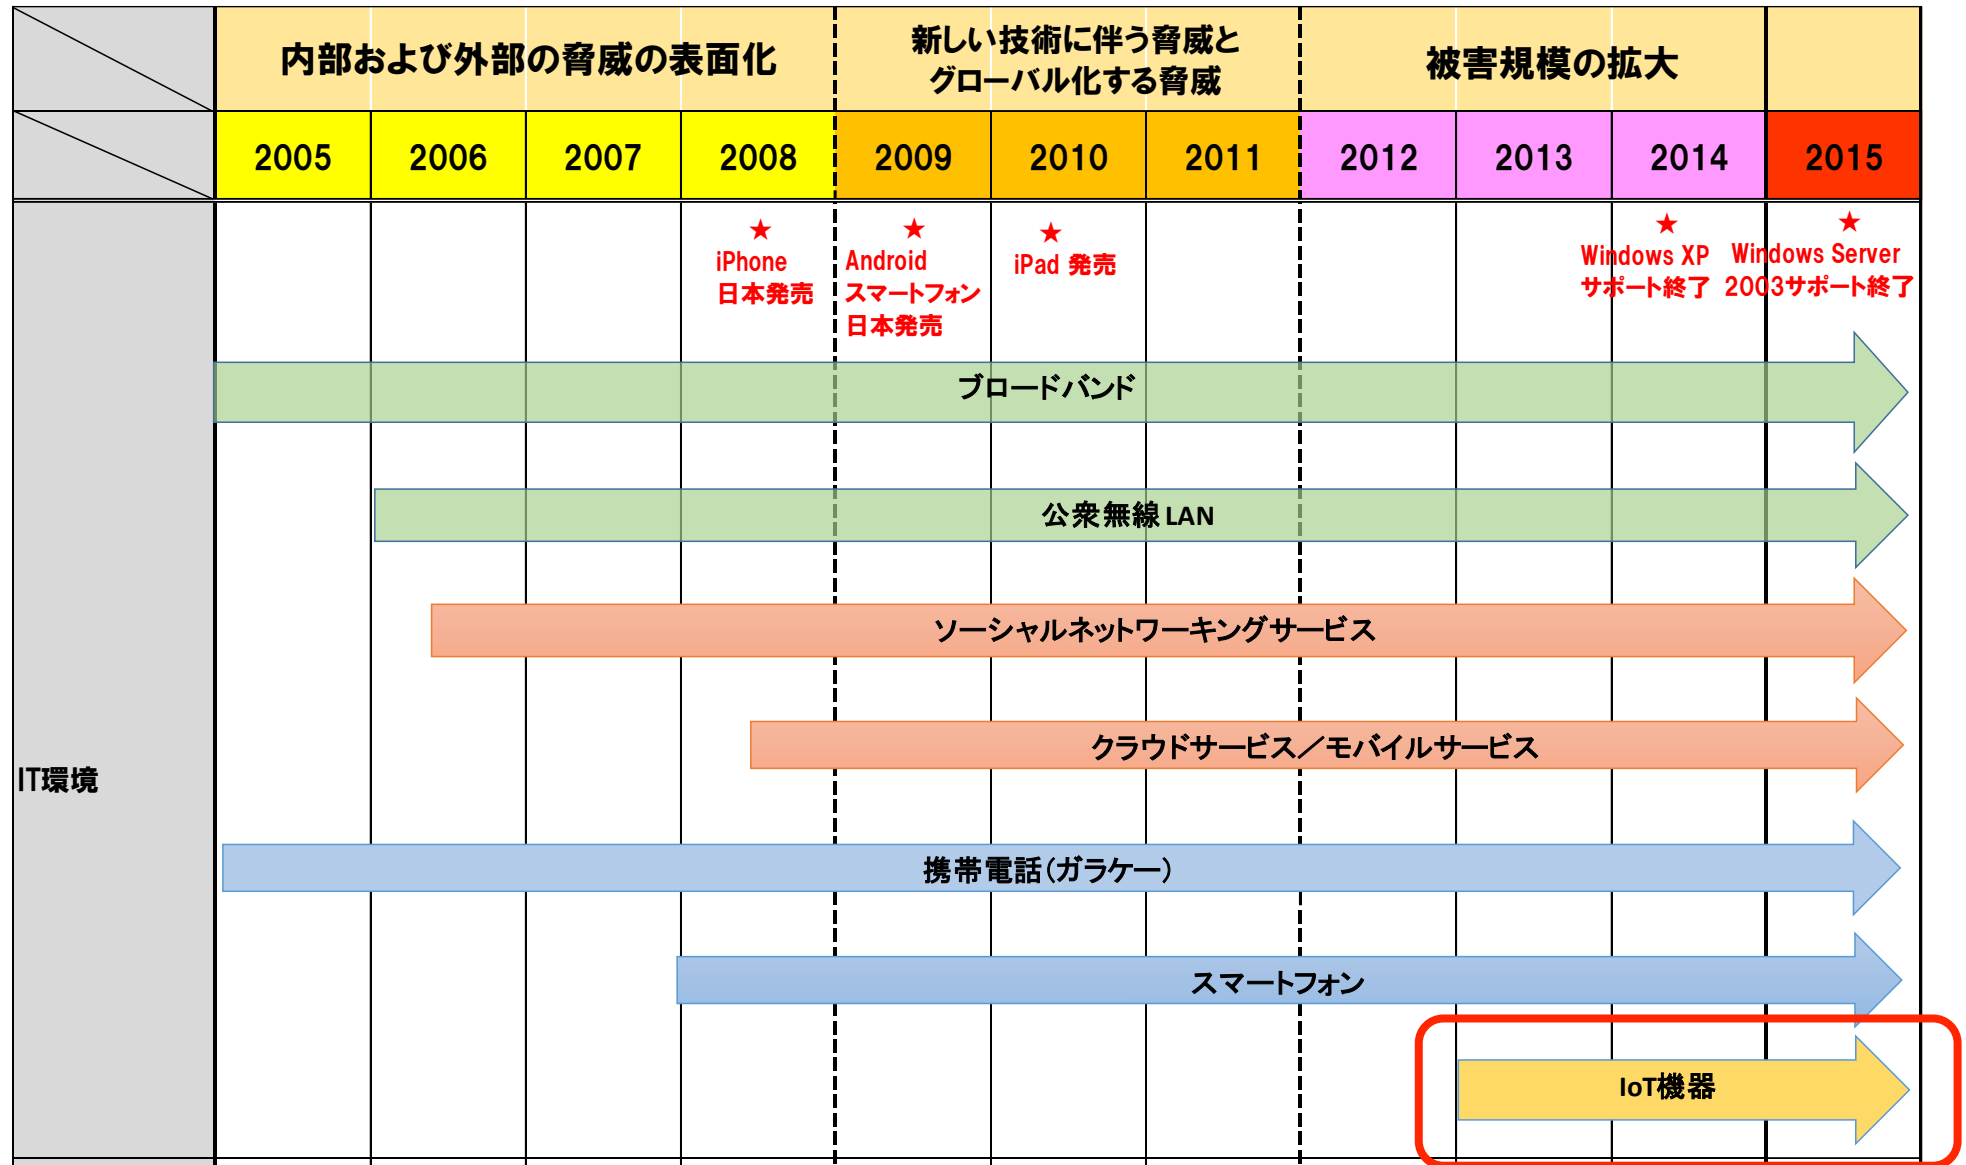 内部および外部の脅威の表面化
新しい技術に伴う脅威と
グローバル化する脅威
被害規模の拡大
2005
2006
2007
2008
2009
2010
2011
2012
2013
2014
2015
★
iPhone
日本発売
★
Android
スマートフォン
日本発売
★
iPad 発売
★
Windows XP
サポート終了
★
Windows Server
2003サポート終了
IT環境
ブロードバンド
公衆無線LAN
ソーシャルネットワーキングサービス
クラウドサービス／モバイルサービス
携帯電話(ガラケー)
スマートフォン
IoT機器